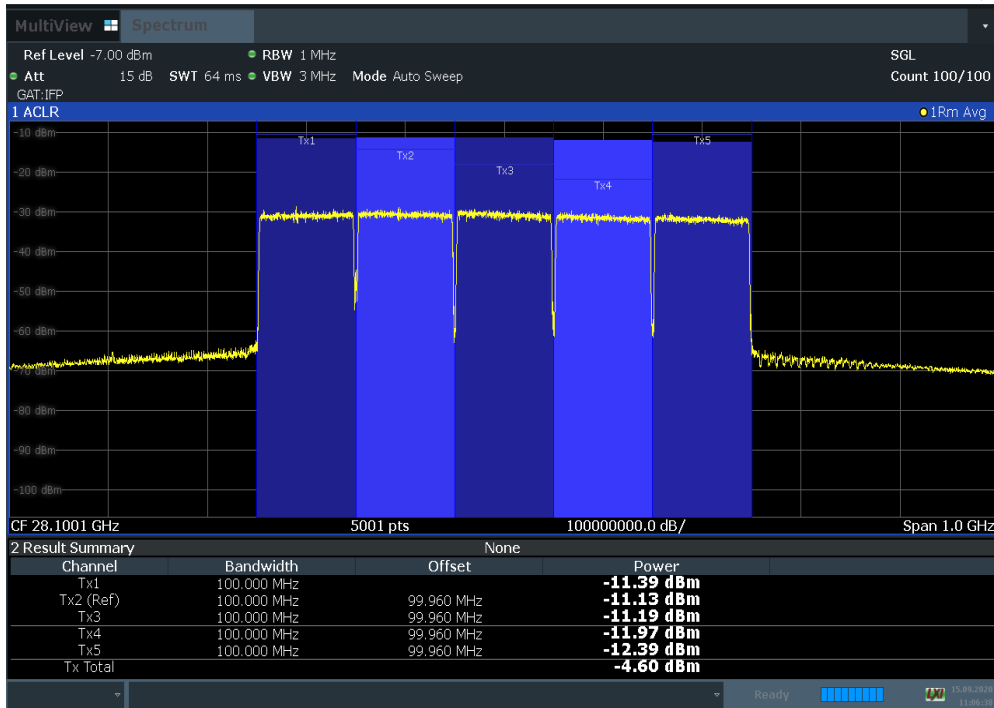 MultiView Spectrum
Ref Level -7.00 dBm RBW 1 MHz SGL
Att 15 dB SWT 64 ms VBW 3 MHz Mode Auto Sweep Count 100/100
GAT:IFP
1 ACLR 1Rm Avg
-10 dBm
Tx1 Tx2 Tx3 Tx4 Tx5
-20 dBm
-30 dBm
-40 dBm
-50 dBm
-60 dBm
-70 dBm
-80 dBm
-90 dBm
-100 dBm
CF 28.1001 GHz 5001 pts 100000000.0 dB/ Span 1.0 GHz
2 Result Summary None
Channel Bandwidth Offset Power
Tx1 100.000 MHz -11.39 dBm
Tx2 (Ref) 100.000 MHz 99.960 MHz -11.13 dBm
Tx3 100.000 MHz 99.960 MHz -11.19 dBm
Tx4 100.000 MHz 99.960 MHz -11.97 dBm
Tx5 100.000 MHz 99.960 MHz -12.39 dBm
Tx Total -4.60 dBm
Ready LXI 15.09.2020
11:06:38